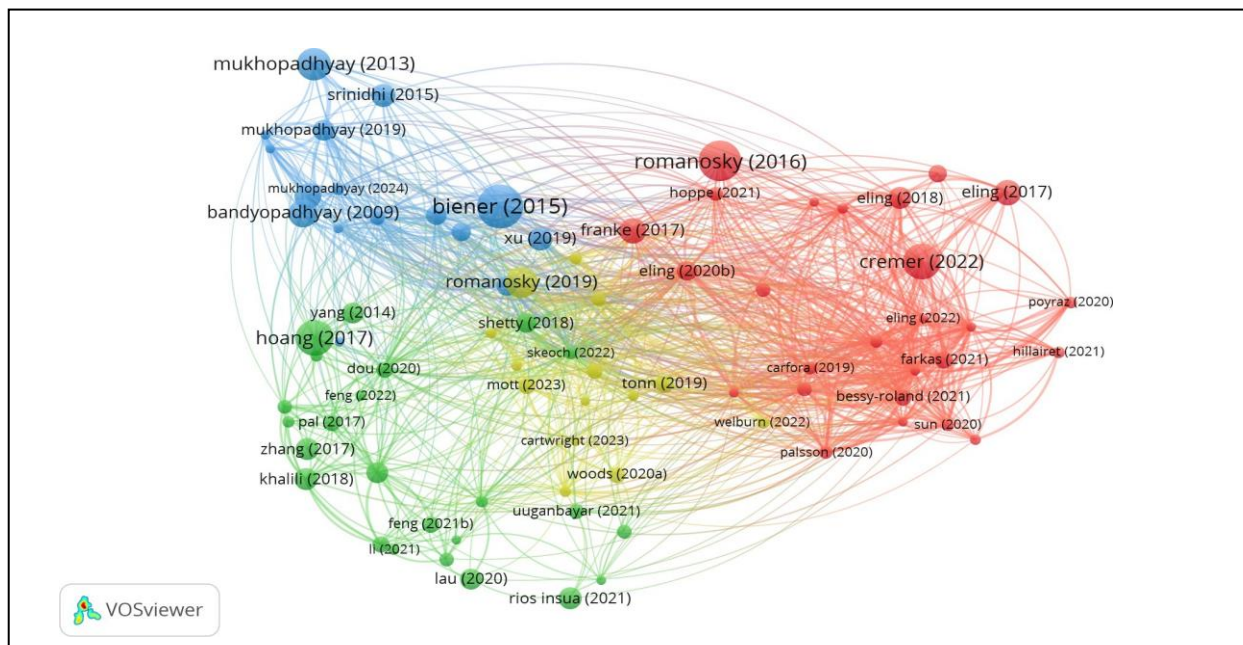 mukhopadhyay (2013)
srinidhi (2015)
mukhopadhyay (2019)
romanosky (2016)
mukhopadhyay (2024)
hoppe (2021)
eling (2017)
eling (2018)
biener (2015)
bandyopadhyay (2009)
franke (2017)
xu (2019)
cremer (2022)
eling (2020b)
romanosky (2019)
poyraz (2020)
yang (2014)
eling (2022)
shetty (2018)
hoang (2017)
skeoch (2022)
hillairet (2021)
farkas (2021)
dou (2020)
carfora (2019)
mott (2023)
tonn (2019)
feng (2022)
bessy-roland (2021)
pal (2017)
welburn (2022)
sun (2020)
cartwright (2023)
zhang (2017)
palsson (2020)
woods (2020a)
khalili (2018)
uuganbayar (2021)
feng (2021b)
li (2021)
lau (2020)
rios insua (2021)
VOSviewer